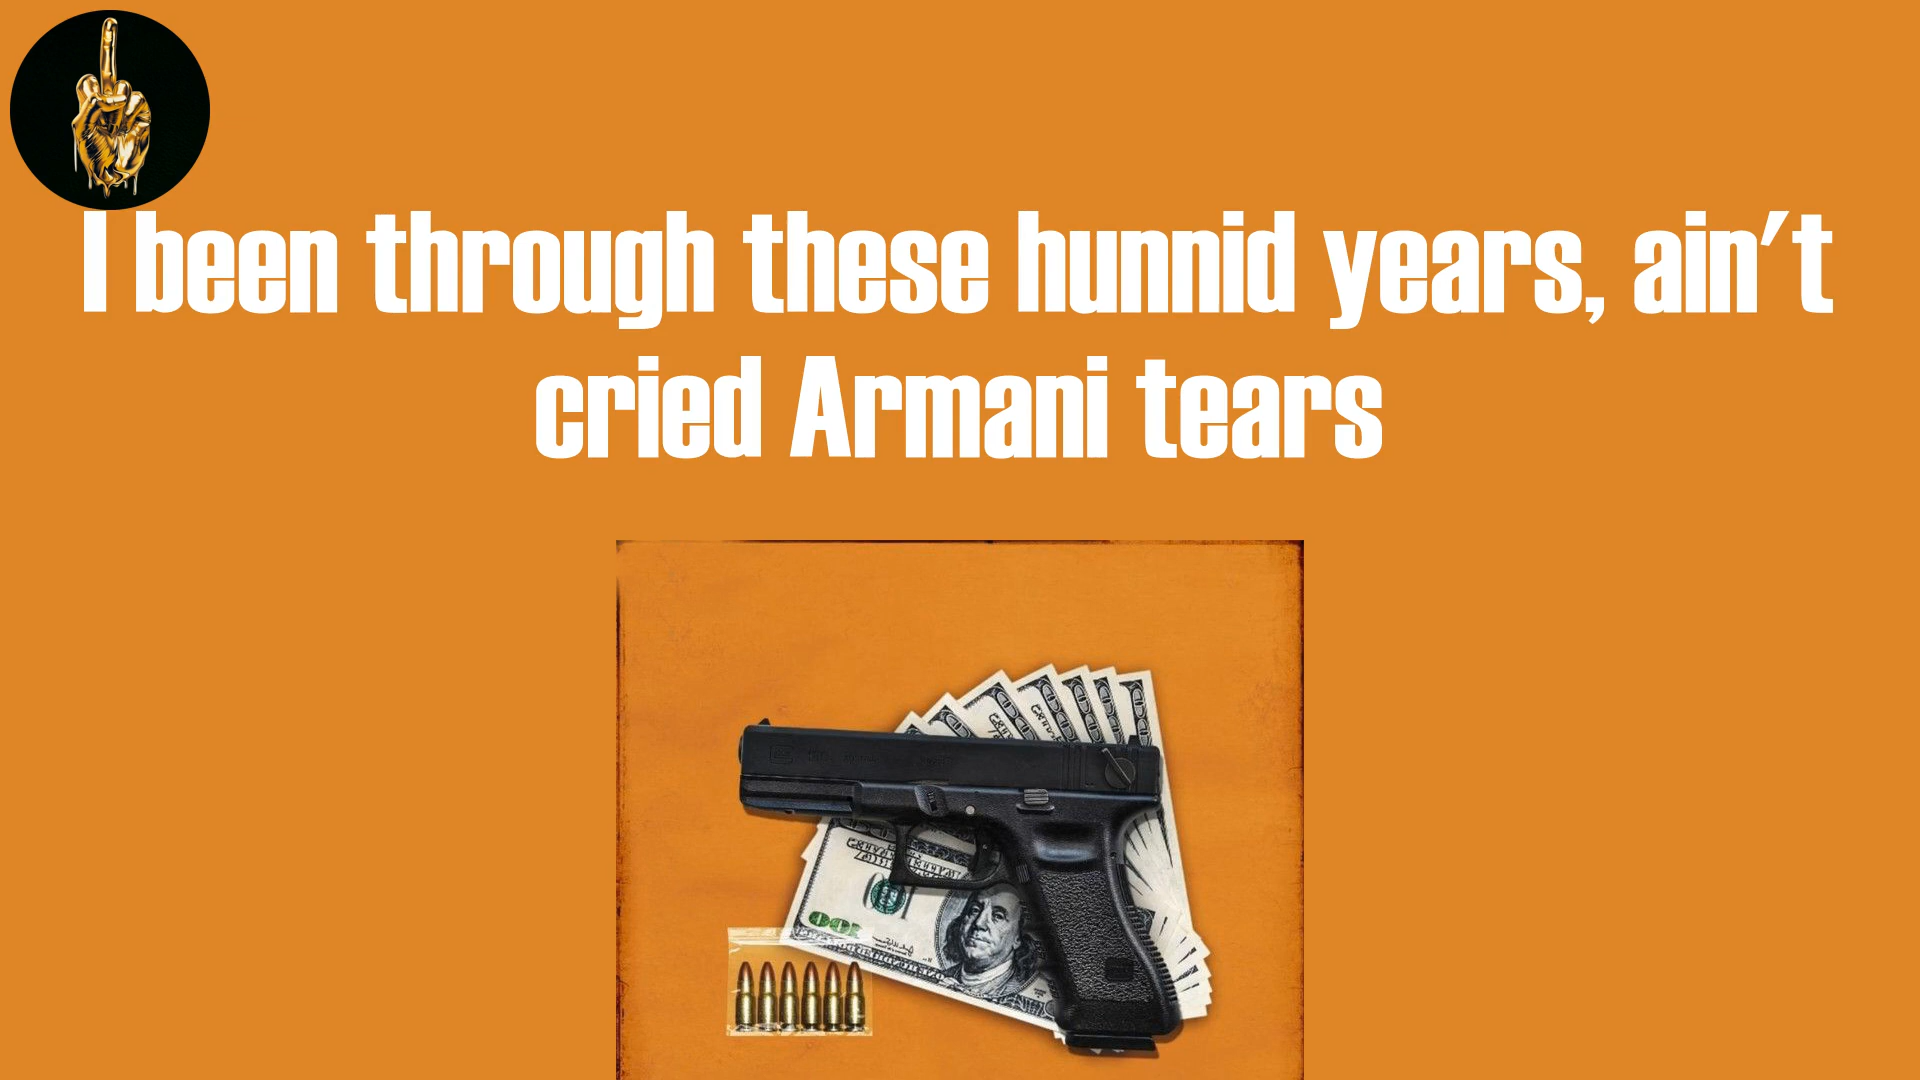 I been through these hunnid years, ain't
cried Armani tears